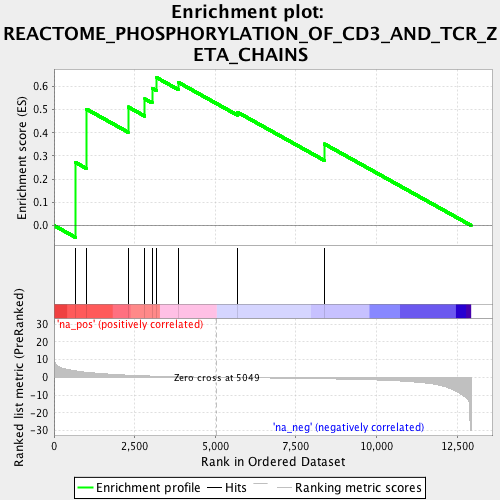 Enrichment plot:
REACTOME_PHOSPHORYLATION_OF_CD3_AND_TCR_Z
ETA_CHAINS
Enrichment score (ES)
0.6
0.5
0.4
0.3
0.2
0.1
0.0
'na_pos' (positively correlated)
Ranked list metric (PreRanked)
30
20
10
0
-10
-20
-30
Zero cross at 5049
'na_neg' (negatively correlated)
0
2,500
5,000
7,500
10,000
12,500
Rank in Ordered Dataset
Enrichment profile
Hits
Ranking metric scores